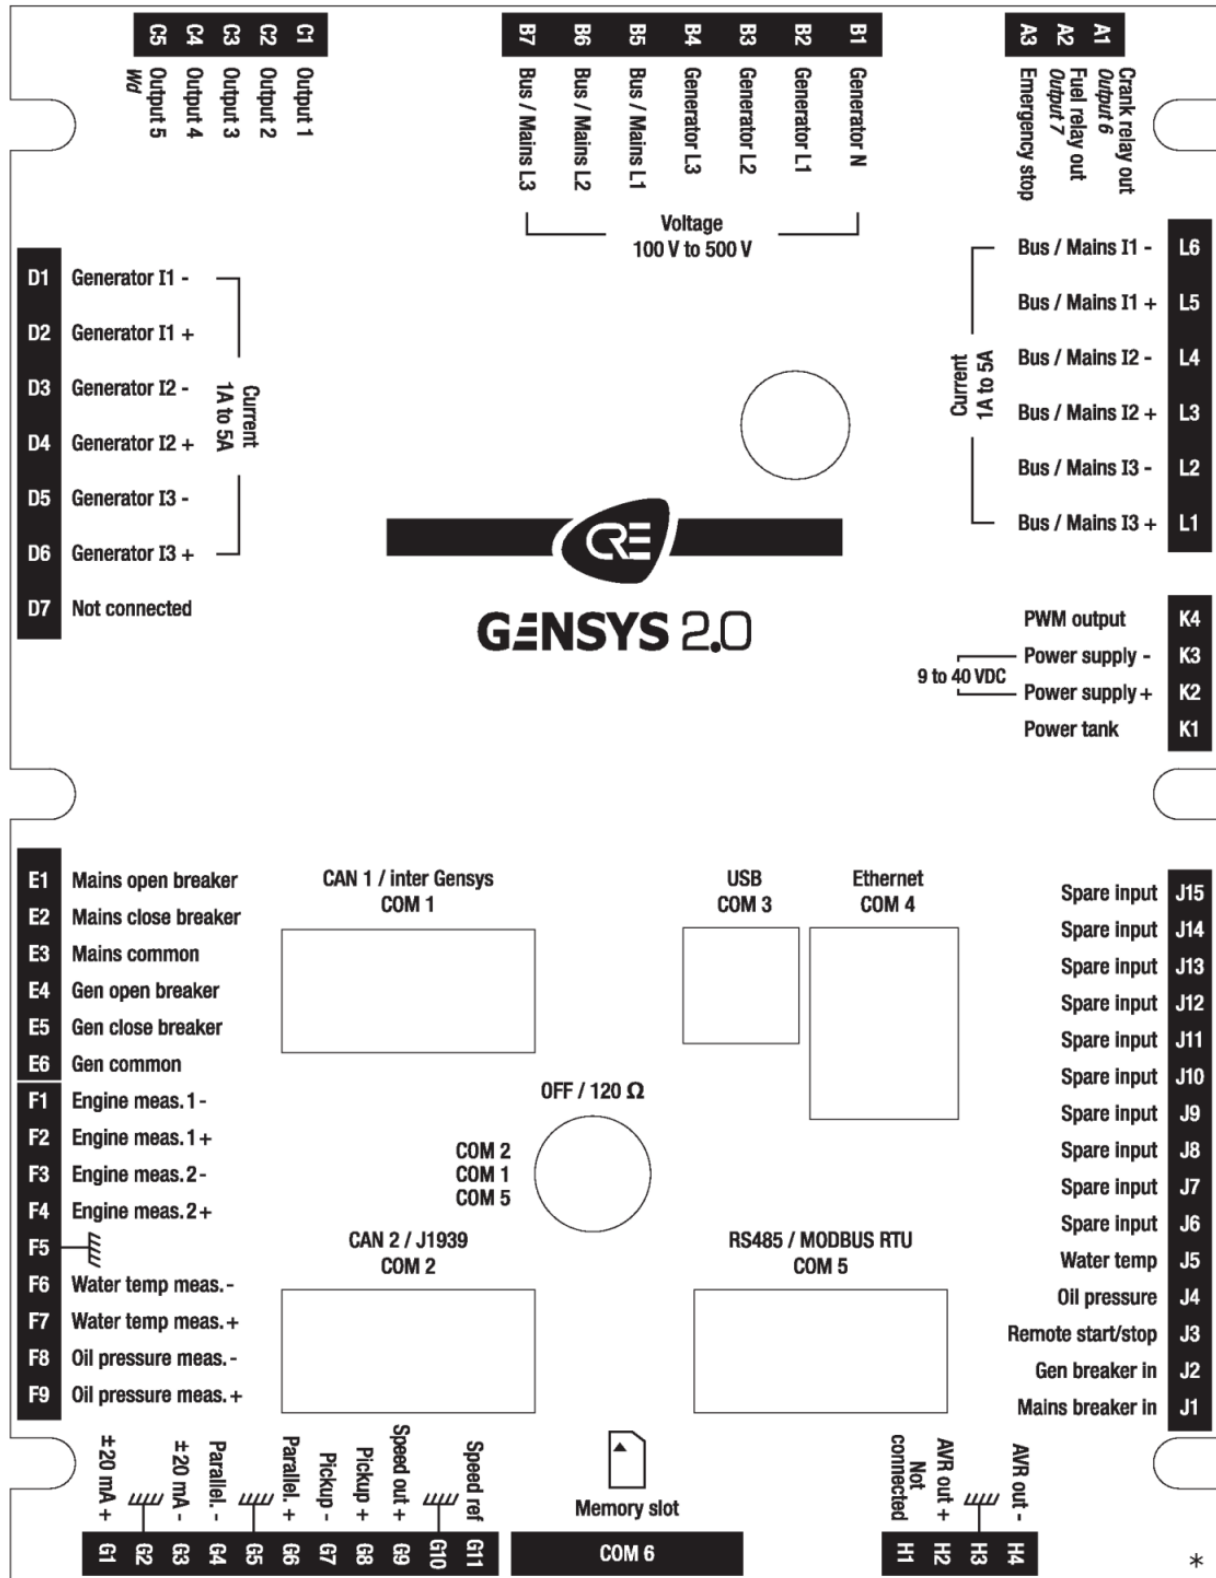 C5 C4 C3 C2 C1
Output 5
Wd
Output 4
Output 3
Output 2
Output 1
B7 B6 B5 B4 B3 B2 B1
Bus / Mains L3
Bus / Mains L2
Bus / Mains L1
Generator L3
Generator L2
Generator L1
Generator N
Voltage
100 V to 500 V
A3 A2 A1
Emergency stop
Fuel relay out
Output 7
Crank relay out
Output 6
D1 Generator I1 -
D2 Generator I1 +
D3 Generator I2 -
D4 Generator I2 +
D5 Generator I3 -
D6 Generator I3 +
D7 Not connected
Current
1A to 5A
Bus / Mains I1 - L6
Bus / Mains I1 + L5
Bus / Mains I2 - L4
Bus / Mains I2 + L3
Bus / Mains I3 - L2
Bus / Mains I3 + L1
Current
1A to 5A
CRE
GENSYS 2.0
PWM output K4
Power supply - K3
Power supply + K2
Power tank K1
9 to 40 VDC
E1 Mains open breaker
E2 Mains close breaker
E3 Mains common
E4 Gen open breaker
E5 Gen close breaker
E6 Gen common
F1 Engine meas. 1 -
F2 Engine meas. 1 +
F3 Engine meas. 2 -
F4 Engine meas. 2 +
F5
F6 Water temp meas. -
F7 Water temp meas. +
F8 Oil pressure meas. -
F9 Oil pressure meas. +
CAN 1 / inter Gensys
COM 1
USB
COM 3
Ethernet
COM 4
OFF / 120 Ω
COM 2
COM 1
COM 5
CAN 2 / J1939
COM 2
RS485 / MODBUS RTU
COM 5
Spare input J15
Spare input J14
Spare input J13
Spare input J12
Spare input J11
Spare input J10
Spare input J9
Spare input J8
Spare input J7
Spare input J6
Water temp J5
Oil pressure J4
Remote start/stop J3
Gen breaker in J2
Mains breaker in J1
± 20 mA +
± 20 mA -
Parallel. -
Parallel. +
Pickup -
Pickup +
Speed out +
Speed ref
G1 G2 G3 G4 G5 G6 G7 G8 G9 G10 G11
Memory slot
COM 6
Not
connected
AVR out +
AVR out -
H1 H2 H3 H4
*